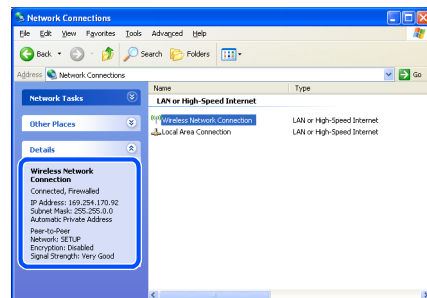 Network Connections
File Edit View Favorites Tools Advanced Help
Back Search Folders
Address Network Connections Go
Name Type
LAN or High-Speed Internet
Wireless Network Connection LAN or High-Speed Internet
Local Area Connection LAN or High-Speed Internet
Network Tasks
Other Places
Details
Wireless Network
Connection
Connected, Firewalled
IP Address: 169.254.170.92
Subnet Mask: 255.255.0.0
Automatic Private Address
Peer-to-Peer
Network: SETUP
Encryption: Disabled
Signal Strength: Very Good